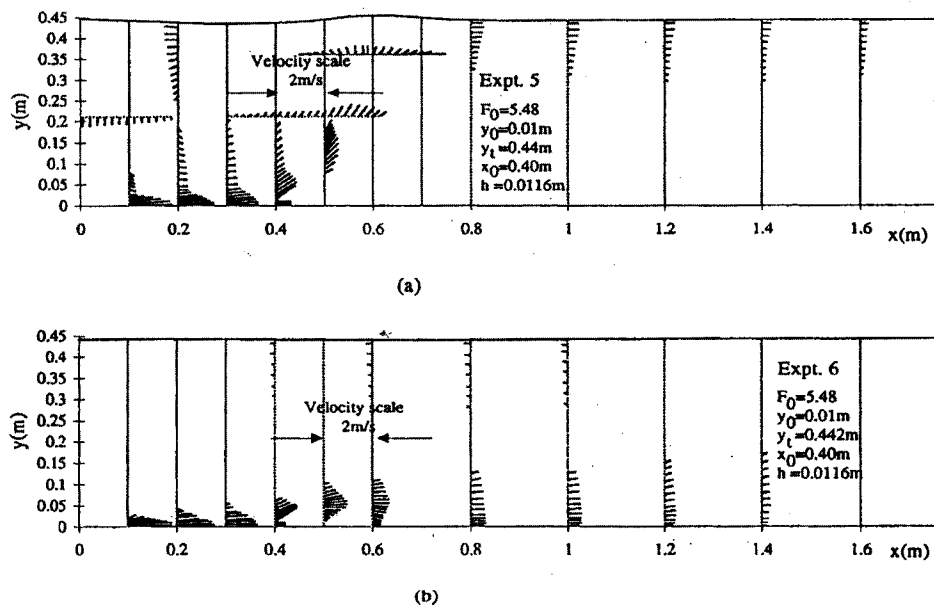 0.45
0.4
0.35
0.3
0.25
0.2
0.15
0.1
0.05
0
y(m)
Velocity scale
2m/s
Expt. 5
F0=5.48
y0=0.01m
yt=0.44m
x0=0.40m
h=0.0116m
0 0.2 0.4 0.6 0.8 1 1.2 1.4 1.6
x(m)
(a)
0.45
0.4
0.35
0.3
0.25
0.2
0.15
0.1
0.05
0
y(m)
Velocity scale
2m/s
Expt. 6
F0=5.48
y0=0.01m
yt=0.442m
x0=0.40m
h=0.0116m
0 0.2 0.4 0.6 0.8 1 1.2 1.4 1.6
x(m)
(b)